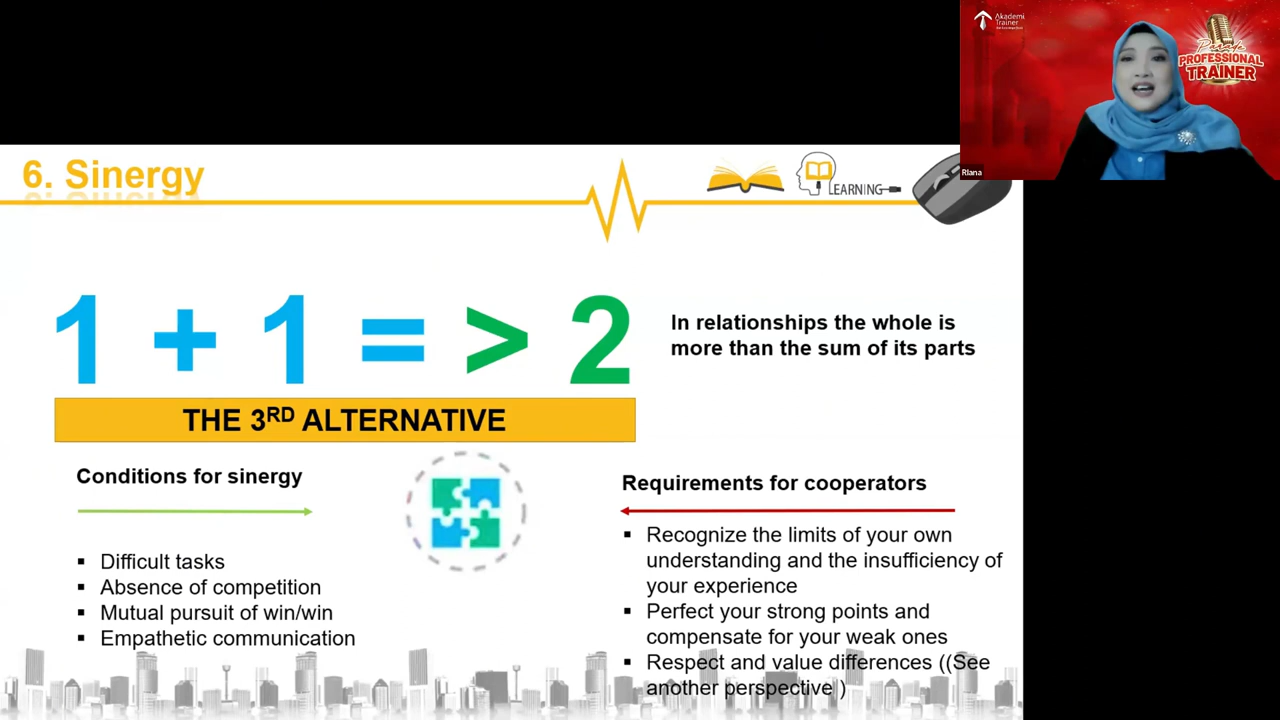 Akademi
Trainer
PROFESSIONAL
TRAINER
RIana
6. Sinergy
LEARNING
1 + 1 = > 2
In relationships the whole is
more than the sum of its parts
THE 3RD ALTERNATIVE
Conditions for sinergy
▪ Difficult tasks
▪ Absence of competition
▪ Mutual pursuit of win/win
▪ Empathetic communication
Requirements for cooperators
▪ Recognize the limits of your own
understanding and the insufficiency of
your experience
▪ Perfect your strong points and
compensate for your weak ones
▪ Respect and value differences ((See
another perspective )